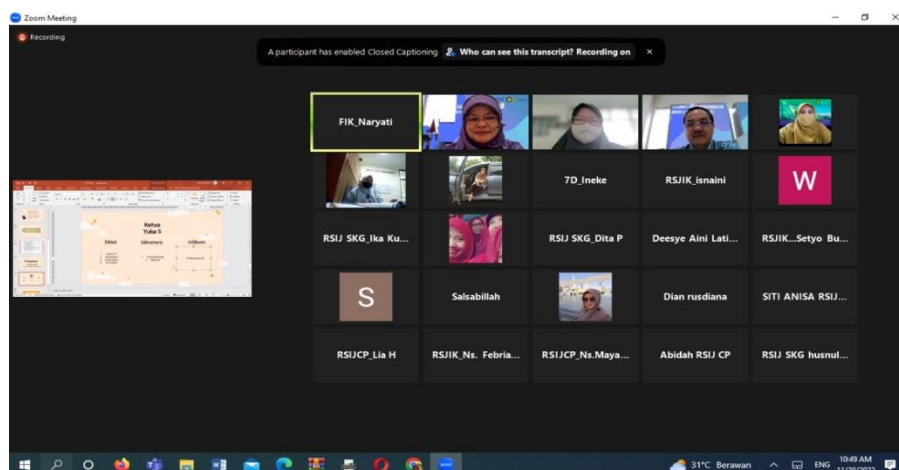 Zoom Meeting
Recording
A participant has enabled Closed Captioning Who can see this transcript? Recording on
FIK_Naryati
7D_Ineke
RSJIK_isnaini
W
RSIJ SKG_Ika Ku...
RSIJ SKG_Dita P
Deesye Aini Lati...
RSJIK...Setyo Bu...
S
Salsabillah
Dian rusdiana
SITI ANISA RSIJ...
RSIJCP_Lia H
RSJIK_Ns. Febria...
RSIJCP_Ns.Maya...
Abidah RSIJ CP
RSIJ SKG husnul...
Ketua
Yuke S
31°C Berawan
ENG
10:49 AM